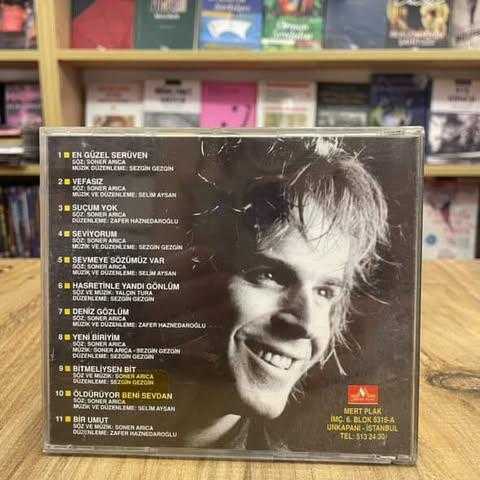 1 EN GÜZEL SERÜVEN
SÖZ: SONER ARICA
MÜZİK DÜZENLEME: SEZGİN GEZGİN
2 VEFASIZ
SÖZ: SONER ARICA
MÜZİK VE DÜZENLEME: SELİM AYSAN
3 SUÇUM YOK
SÖZ: SONER ARICA
DÜZENLEME: ZAFER HAZNEDAROĞLU
4 SEVİYORUM
SÖZ: SONER ARICA
MÜZİK VE DÜZENLEME: SEZGİN GEZGİN
5 SEVMEYE SÖZÜMÜZ VAR
SÖZ: SONER ARICA
MÜZİK VE DÜZENLEME: SELİM AYSAN
6 HASRETİNLE YANDI GÖNLÜM
SÖZ VE MÜZİK: YALÇIN TURA
DÜZENLEME: SEZGİN GEZGİN
7 DENİZ GÖZLÜM
SÖZ: SONER ARICA
MÜZİK VE DÜZENLEME: ZAFER HAZNEDAROĞLU
8 YENİ BİRİYİM
SÖZ: SONER ARICA
MÜZİK: SONER ARICA - SEZGİN GEZGİN
DÜZENLEME: SEZGİN GEZGİN
9 BİTMELİYSEN BİT
SÖZ VE MÜZİK: SONER ARICA
DÜZENLEME: SEZGİN GEZGİN
10 ÖLDÜRÜYOR BENİ SEVDAN
SÖZ: SONER ARICA
MÜZİK VE DÜZENLEME: SELİM AYSAN
11 BİR UMUT
SÖZ VE MÜZİK: SONER ARICA
DÜZENLEME: ZAFER HAZNEDAROĞLU
MERT PLAK
İMÇ. 6. BLOK 6316-A
UNKAPANI - İSTANBUL
TEL: 513 24 30